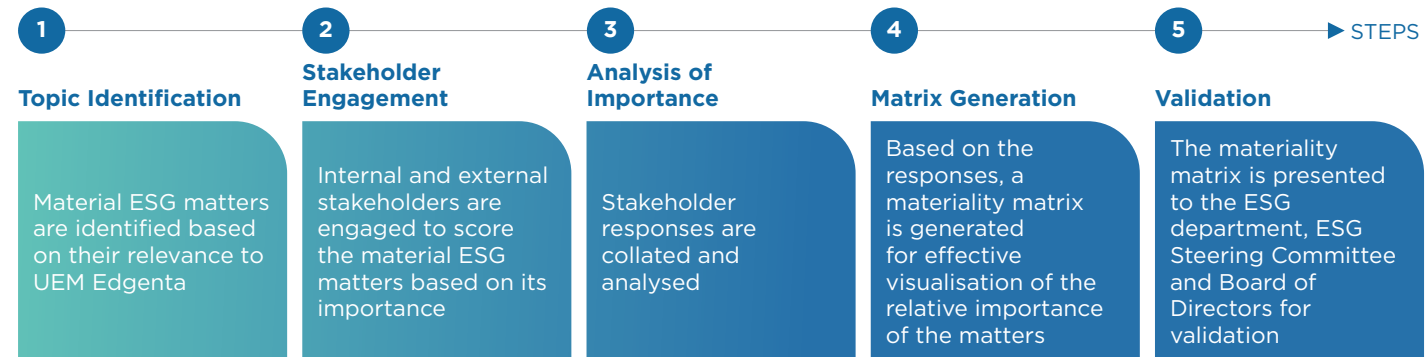 1
2
3
4
5
STEPS
Topic Identification
Stakeholder
Engagement
Analysis of
Importance
Matrix Generation
Validation
Material ESG matters
are identified based
on their relevance to
UEM Edgenta
Internal and external
stakeholders are
engaged to score
the material ESG
matters based on its
importance
Stakeholder
responses are
collated and
analysed
Based on the
responses, a
materiality matrix
is generated
for effective
visualisation of the
relative importance
of the matters
The materiality
matrix is presented
to the ESG
department, ESG
Steering Committee
and Board of
Directors for
validation